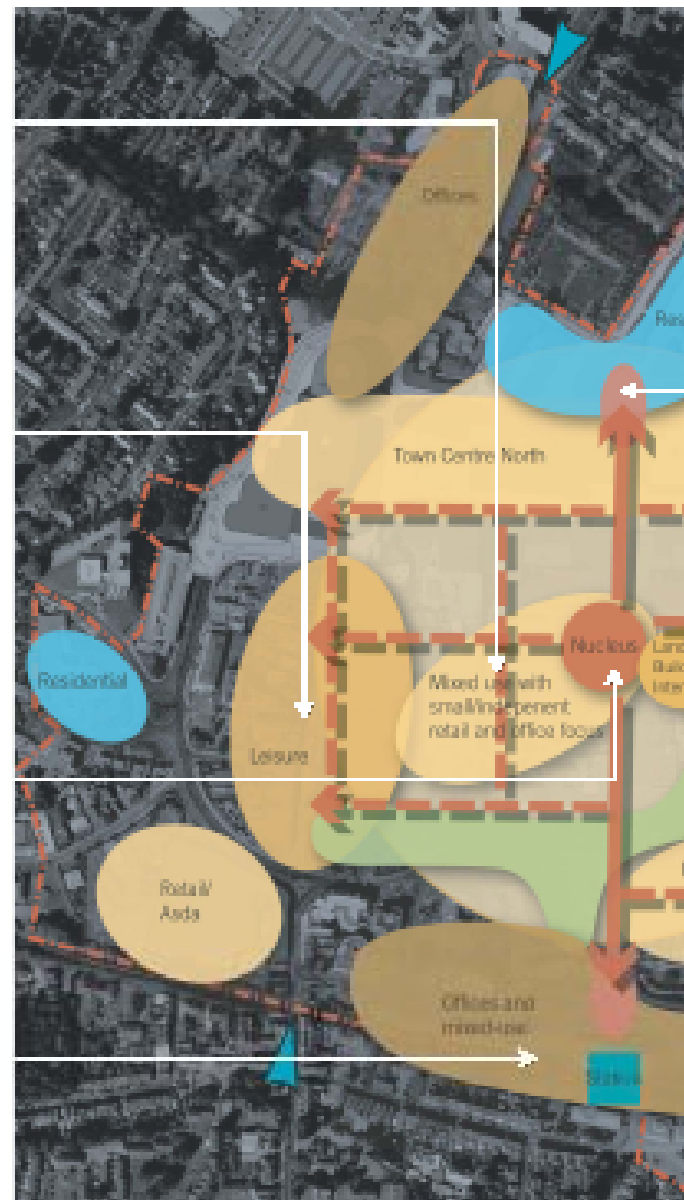 Offices
Town Centre North
Nucleus
Residential
Mixed use with
small/indepenent
retail and office focus
Leisure
Retail/
Asda
Offices and
mixed-use
Station